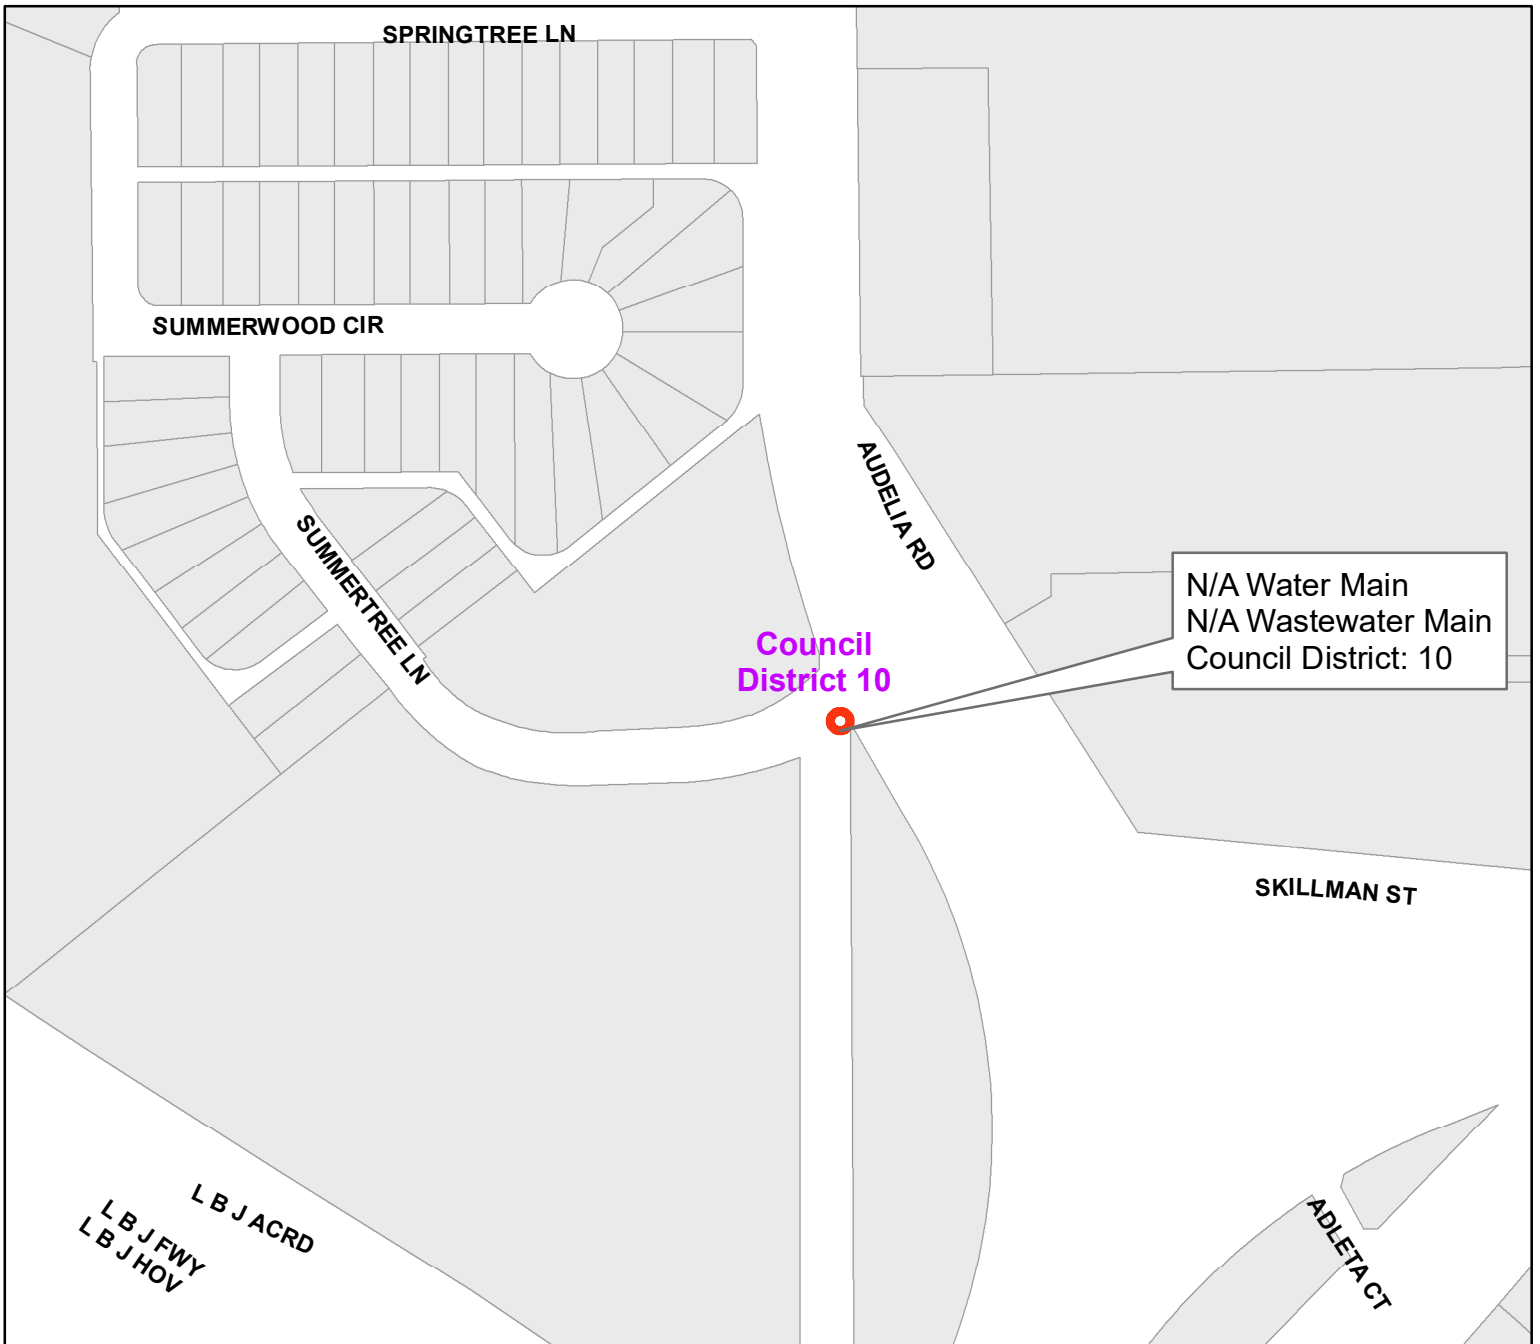 SPRINGTREE LN
SUMMERWOOD CIR
AUDELIA RD
SUMMERTREE LN
N/A Water Main
N/A Wastewater Main
Council District: 10
Council
District 10
SKILLMAN ST
L B J ACRD
L B J FWY
L B J HOV
ADLETA CT